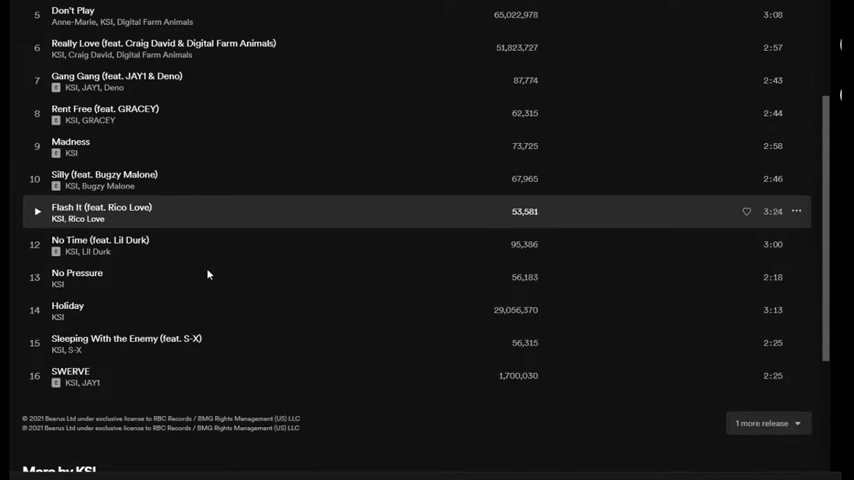 5 Don't Play 65,022,978 3:08
Anne-Marie, KSI, Digital Farm Animals
6 Really Love (feat. Craig David & Digital Farm Animals) 51,823,727 2:57
KSI, Craig David, Digital Farm Animals
7 Gang Gang (feat. JAY1 & Deno) 87,774 2:43
E KSI, JAY1, Deno
8 Rent Free (feat. GRACEY) 62,315 2:44
E KSI, GRACEY
9 Madness 73,725 2:58
E KSI
10 Silly (feat. Bugzy Malone) 67,965 2:46
E KSI, Bugzy Malone
Flash It (feat. Rico Love) 53,581 3:24
KSI, Rico Love
12 No Time (feat. Lil Durk) 95,386 3:00
E KSI, Lil Durk
13 No Pressure 56,183 2:18
KSI
14 Holiday 29,056,370 3:13
KSI
15 Sleeping With the Enemy (feat. S-X) 56,315 2:25
KSI, S-X
16 SWERVE 1,700,030 2:25
E KSI, JAY1
© 2021 Beerus Ltd under exclusive license to RBC Records / BMG Rights Management (US) LLC
℗ 2021 Beerus Ltd under exclusive license to RBC Records / BMG Rights Management (US) LLC
1 more release
More by KSI